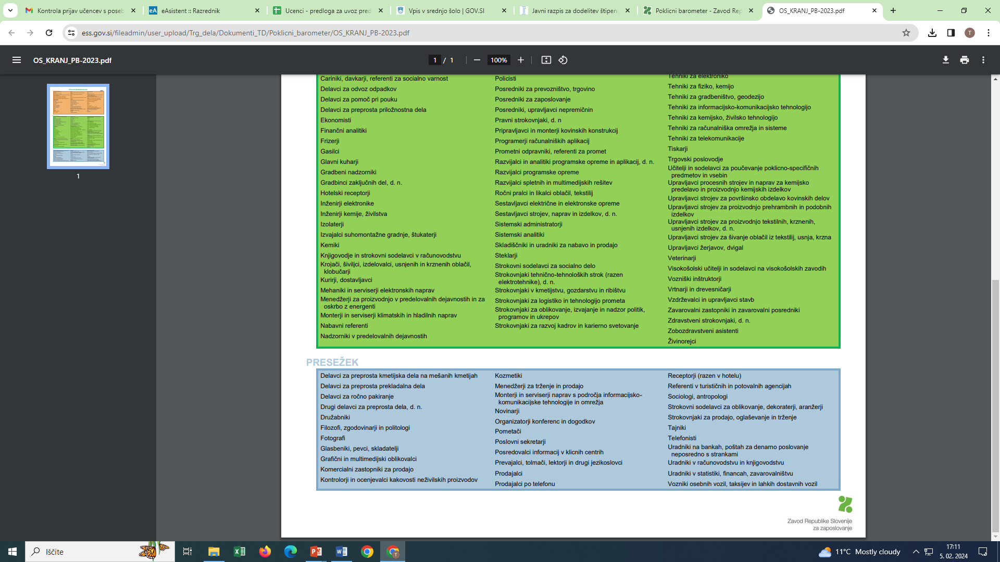 Kontrola prijav učencev s poseb
eAsistent :: Razrednik
Ucenci - predloga za uvoz pred
Vpis v srednjo šolo | GOV.SI
Javni razpis za dodelitev štipen
Poklicni barometer - Zavod Rep
OS_KRANJ_PB-2023.pdf
ess.gov.si/fileadmin/user_upload/Trg_dela/Dokumenti_TD/Poklicni_barometer/OS_KRANJ_PB-2023.pdf
T
OS_KRANJ_PB-2023.pdf
1 / 1
100%
1
Cariniki, davkarji, referenti za socialno varnost
Delavci za odvoz odpadkov
Delavci za pomoč pri pouku
Delavci za preprosta priložnostna dela
Ekonomisti
Finančni analitiki
Frizerji
Gasilci
Glavni kuharji
Gradbeni nadzorniki
Gradbinci zaključnih del, d. n.
Hotelski receptorji
Inženirji elektronike
Inženirji kemije, živilstva
Izolaterji
Izvajalci suhomontažne gradnje, štukaterji
Kemiki
Knjigovodje in strokovni sodelavci v računovodstvu
Krojači, šiviljci, izdelovalci, usnjenih in krznenih oblačil,
klobučarji
Kurirji, dostavljavci
Mehaniki in serviserji elektronskih naprav
Menedžerji za proizvodnjo v predelovalnih dejavnostih in za
oskrbo z energenti
Monterji in serviserji klimatskih in hladilnih naprav
Nabavni referenti
Nadzorniki v predelovalnih dejavnostih
Policisti
Posredniki za prevozništvo, trgovino
Posredniki za zaposlovanje
Posredniki, upravljavci nepremičnin
Pravni strokovnjaki, d. n
Pripravljavci in monterji kovinskih konstrukcij
Programerji računalniških aplikacij
Prometni odpravniki, referenti za promet
Razvijalci in analitiki programske opreme in aplikacij, d. n.
Razvijalci programske opreme
Razvijalci spletnih in multimedijskih rešitev
Ročni pralci in likalci oblačil, tekstilij
Sestavljavci električne in elektronske opreme
Sestavljavci strojev, naprav in izdelkov, d. n.
Sistemski administratorji
Sistemski analitiki
Skladiščniki in uradniki za nabavo in prodajo
Steklarji
Strokovni sodelavci za socialno delo
Strokovnjaki tehnično-tehnoloških strok (razen
elektrotehnike), d. n.
Strokovnjaki v kmetijstvu, gozdarstvu in ribištvu
Strokovnjaki za logistiko in tehnologijo prometa
Strokovnjaki za oblikovanje, izvajanje in nadzor politik,
programov in ukrepov
Strokovnjaki za razvoj kadrov in karierno svetovanje
Tehniki za elektroniko
Tehniki za fiziko, kemijo
Tehniki za gradbeništvo, geodezijo
Tehniki za informacijsko-komunikacijsko tehnologijo
Tehniki za kemijsko, živilsko tehnologijo
Tehniki za računalniška omrežja in sisteme
Tehniki za telekomunikacije
Tiskarji
Trgovski poslovodje
Učitelji in sodelavci za poučevanje poklicno-specifičnih
predmetov in vsebin
Upravljavci procesnih strojev in naprav za kemijsko
predelavo in proizvodnjo kemijskih izdelkov
Upravljavci strojev za površinsko obdelavo kovinskih delov
Upravljavci strojev za proizvodnjo prehrambnih in podobnih
izdelkov
Upravljavci strojev za proizvodnjo tekstilnih, krznenih,
usnjenih izdelkov, d. n.
Upravljavci strojev za šivanje oblačil iz tekstilij, usnja, krzna
Upravljavci žerjavov, dvigal
Veterinarji
Visokošolski učitelji in sodelavci na visokošolskih zavodih
Vozniški inštruktorji
Vrtnarji in drevesničarji
Vzdrževalci in upravljavci stavb
Zavarovalni zastopniki in zavarovalni posredniki
Zdravstveni strokovnjaki, d. n.
Zobozdravstveni asistenti
Živinorejci
PRESEŽEK
Delavci za preprosta kmetijska dela na mešanih kmetijah
Delavci za preprosta prekladalna dela
Delavci za ročno pakiranje
Drugi delavci za preprosta dela, d. n.
Družabniki
Filozofi, zgodovinarji in politologi
Fotografi
Glasbeniki, pevci, skladatelji
Grafični in multimedijski oblikovalci
Komercialni zastopniki za prodajo
Kontrolorji in ocenjevalci kakovosti neživilskih proizvodov
Kozmetiki
Menedžerji za trženje in prodajo
Monterji in serviserji naprav s področja informacijsko-
komunikacijske tehnologije in omrežja
Novinarji
Organizatorji konferenc in dogodkov
Pometači
Poslovni sekretarji
Posredovalci informacij v klicnih centrih
Prevajalci, tolmači, lektorji in drugi jezikoslovci
Prodajalci
Prodajalci po telefonu
Receptorji (razen v hotelu)
Referenti v turističnih in potovalnih agencijah
Sociologi, antropologi
Strokovni sodelavci za oblikovanje, dekoraterji, aranžerji
Strokovnjaki za prodajo, oglaševanje in trženje
Tajniki
Telefonisti
Uradniki na bankah, poštah za denarno poslovanje
neposredno s strankami
Uradniki v računovodstvu in knjigovodstvu
Uradniki v statistiki, financah, zavarovalništvu
Vozniki osebnih vozil, taksijev in lahkih dostavnih vozil
Zavod Republike Slovenije
za zaposlovanje
Iščite
11°C Mostly cloudy
17:11
5. 02. 2024